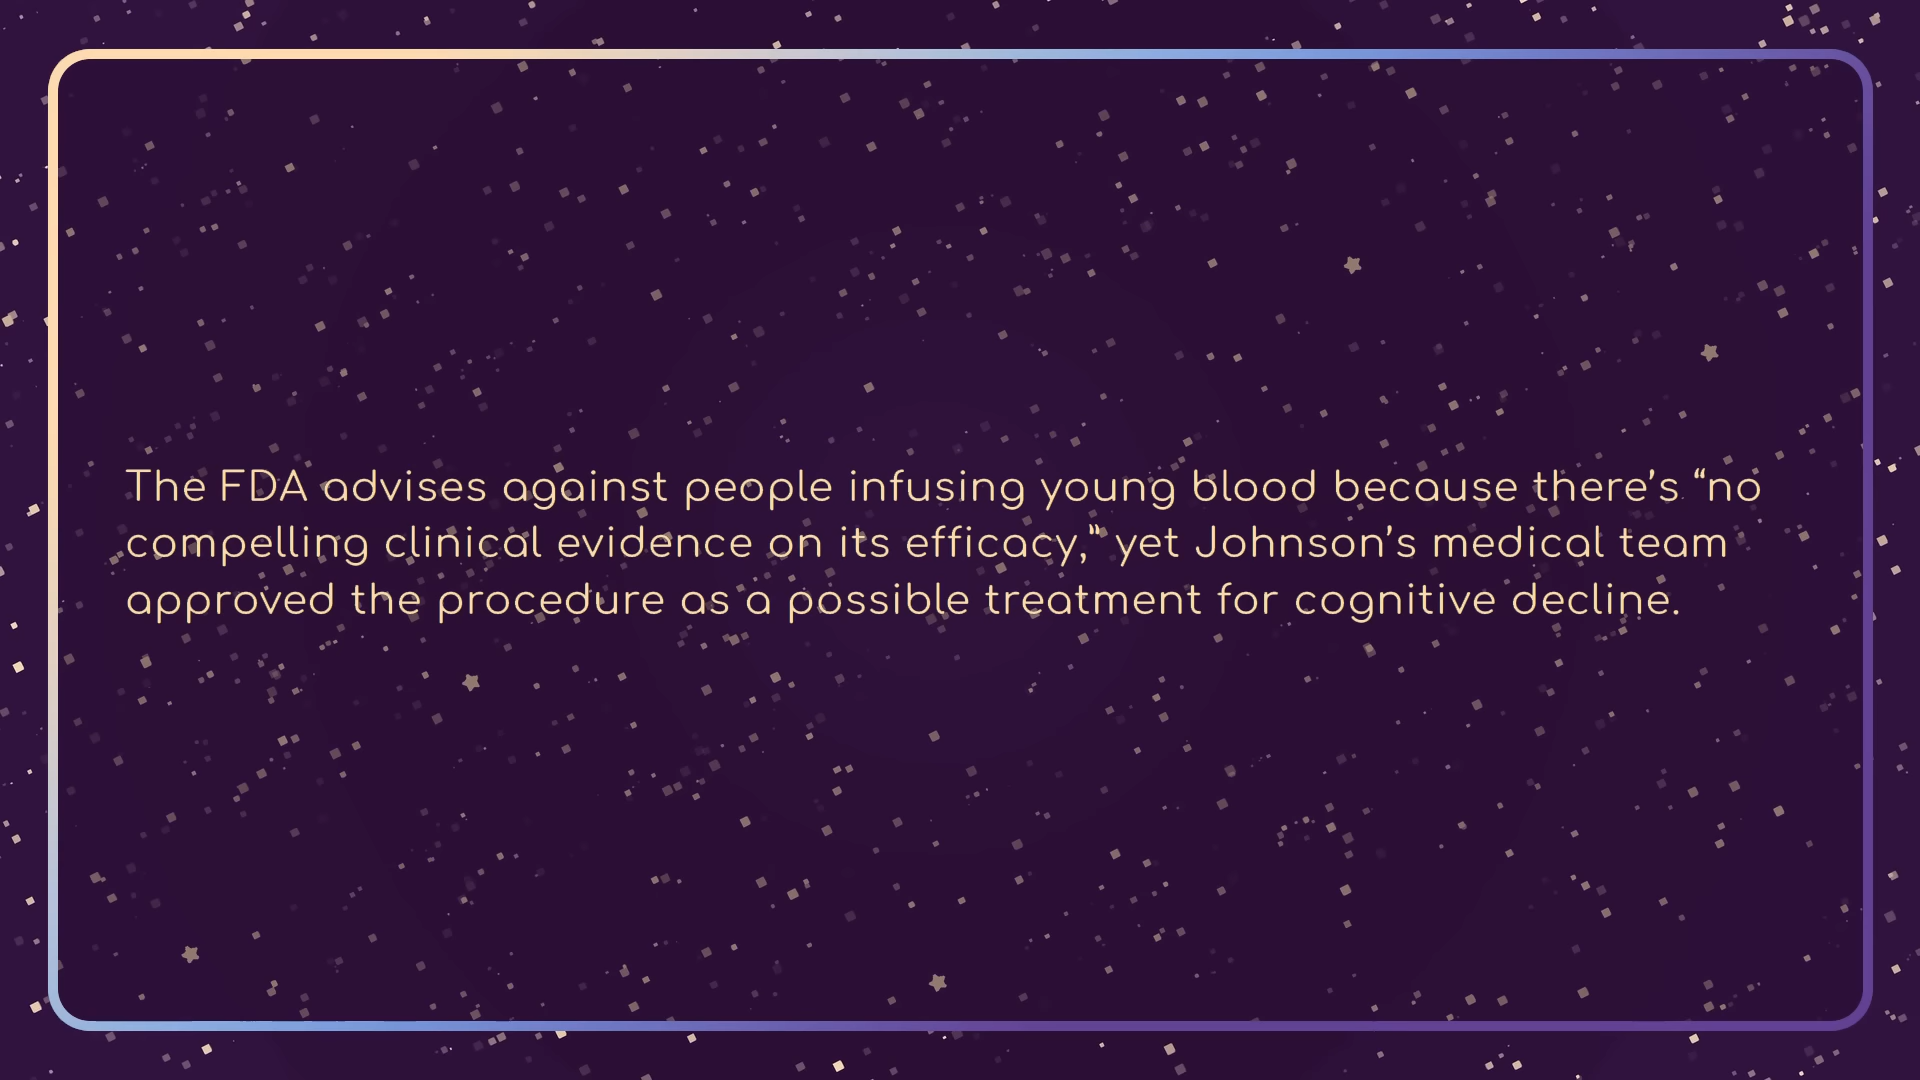 The FDA advises against people infusing young blood because there’s “no
compelling clinical evidence on its efficacy,” yet Johnson’s medical team
approved the procedure as a possible treatment for cognitive decline.